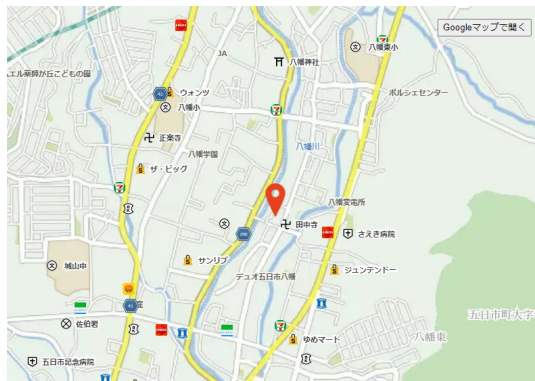 Googleマップで開く
JA
八幡東小
八幡神社
エル薬師が丘こどもの園
ウォンツ
ポルシェセンター
八幡小
正楽寺
八幡川
八幡学園
ザ・ビッグ
八幡変電所
田中寺
さえき病院
サンリブ
城山中
ジュンテンドー
デュオ五日市八幡
五日市町大字
佐伯署
ゆめマート
八幡東
五日市記念病院